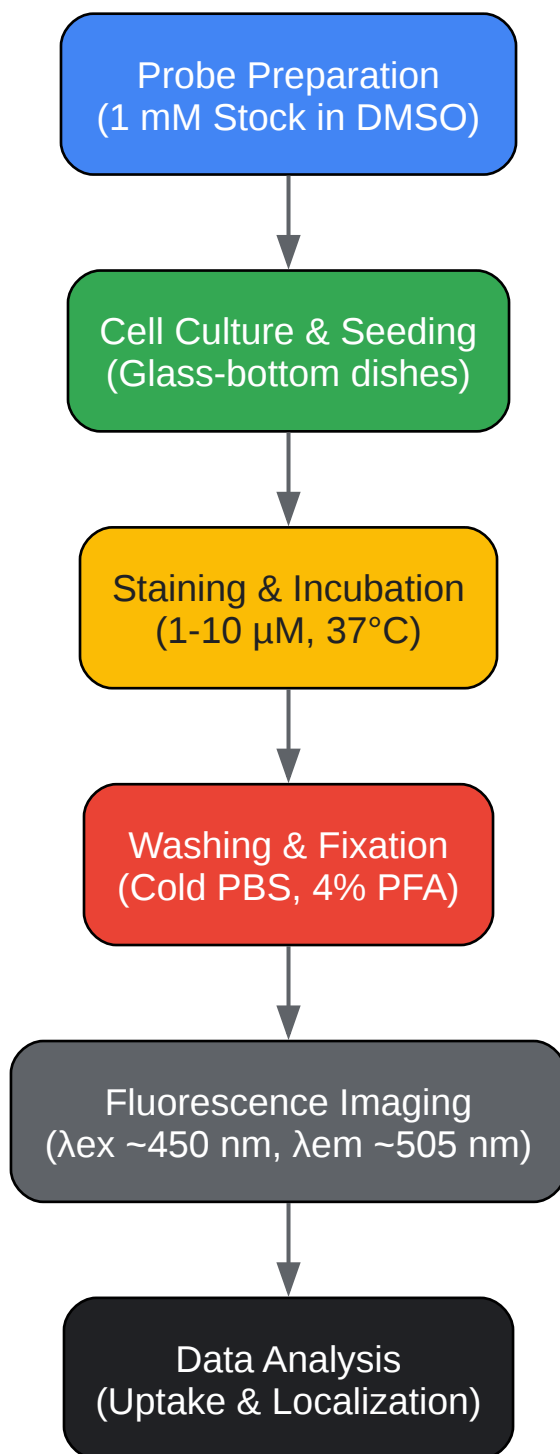 Probe Preparation
(1 mM Stock in DMSO)
Cell Culture & Seeding
(Glass-bottom dishes)
Staining & Incubation
(1-10 µM, 37°C)
Washing & Fixation
(Cold PBS, 4% PFA)
Fluorescence Imaging
(λex ~450 nm, λem ~505 nm)
Data Analysis
(Uptake & Localization)